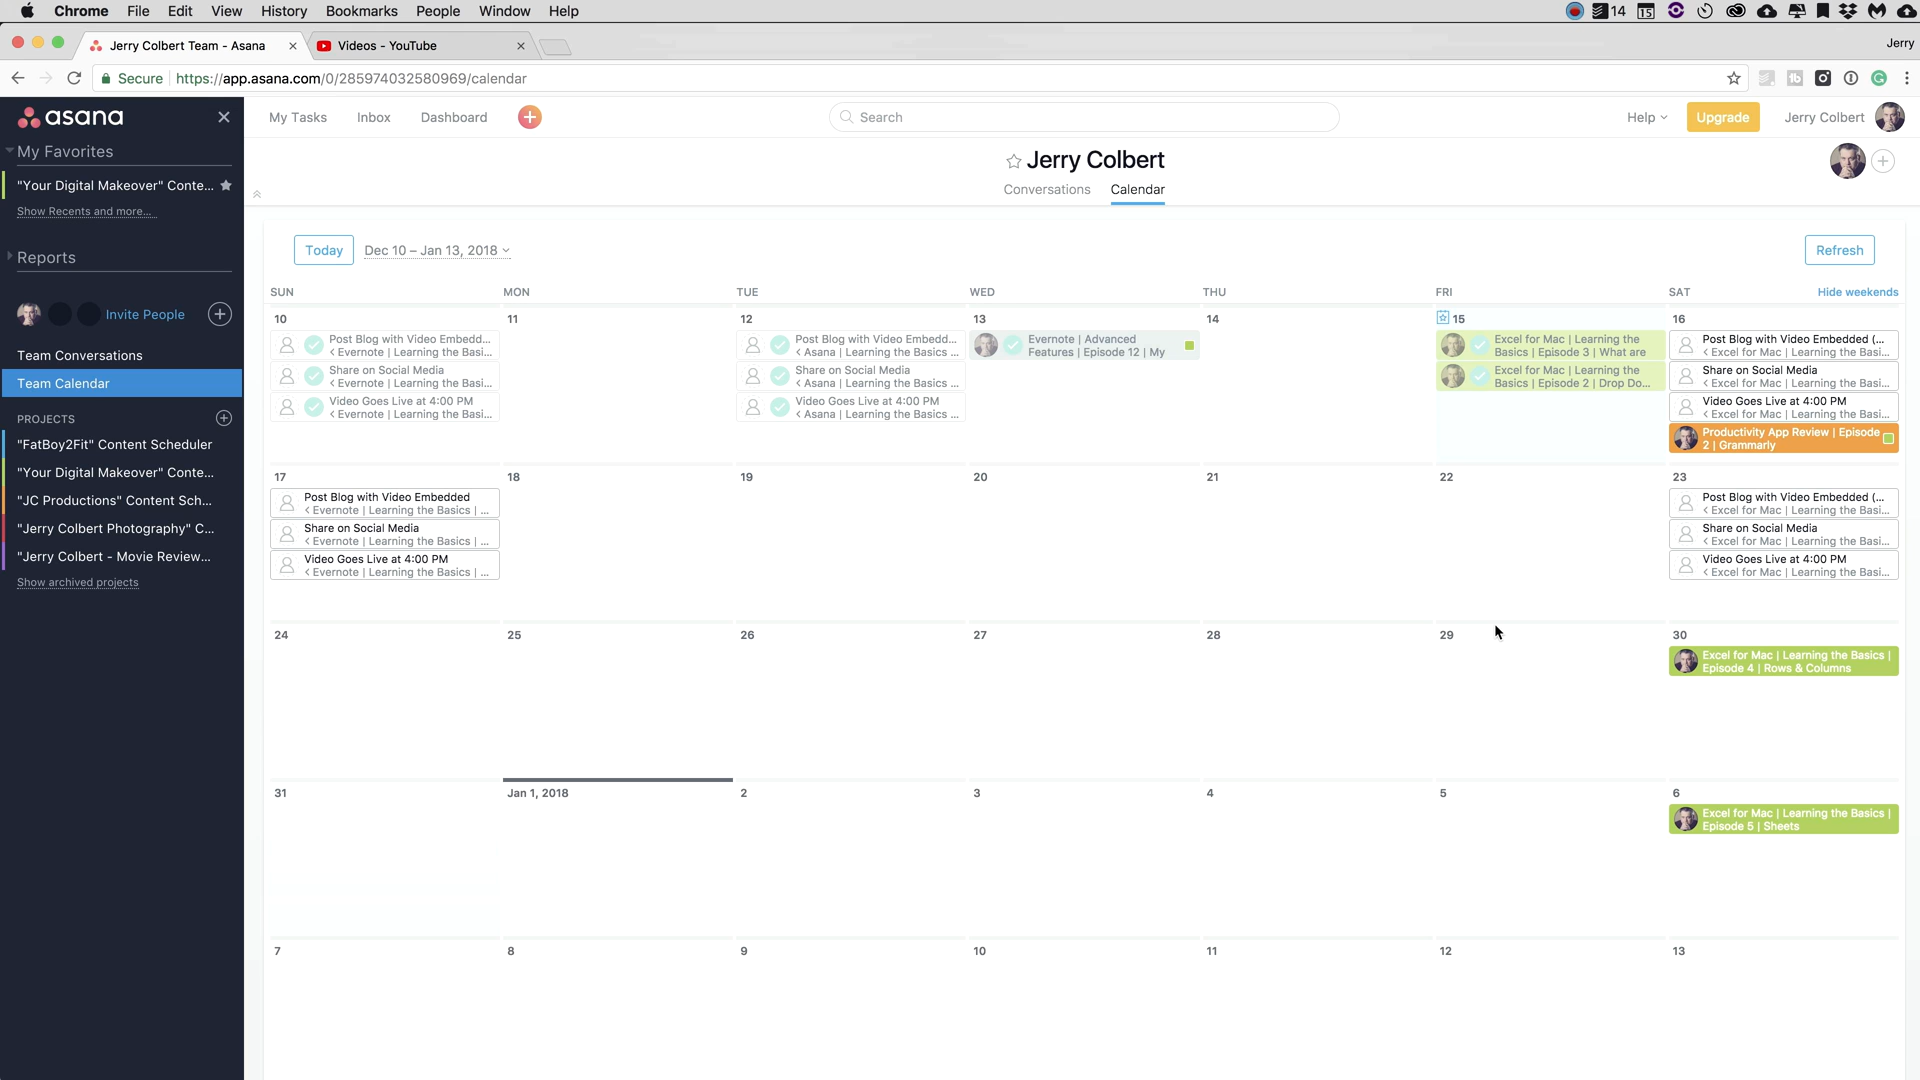 Chrome File Edit View History Bookmarks People Window Help 14 15
Jerry Colbert Team - Asana Videos - YouTube Jerry
Secure https://app.asana.com/0/285974032580969/calendar
asana
My Favorites
"Your Digital Makeover" Conte...
Show Recents and more...
Reports
Invite People
Team Conversations
Team Calendar
PROJECTS
"FatBoy2Fit" Content Scheduler
"Your Digital Makeover" Conte...
"JC Productions" Content Sch...
"Jerry Colbert Photography" C...
"Jerry Colbert - Movie Review...
Show archived projects
My Tasks Inbox Dashboard Search Help Upgrade Jerry Colbert
Jerry Colbert
Conversations Calendar
Today Dec 10 – Jan 13, 2018 Refresh
SUN MON TUE WED THU FRI SAT Hide weekends
10
Post Blog with Video Embedd...
< Evernote | Learning the Basi...
Share on Social Media
< Evernote | Learning the Basi...
Video Goes Live at 4:00 PM
< Evernote | Learning the Basi...
11
12
Post Blog with Video Embedd...
< Asana | Learning the Basics ...
Share on Social Media
< Asana | Learning the Basics ...
Video Goes Live at 4:00 PM
< Asana | Learning the Basics ...
13
Evernote | Advanced
Features | Episode 12 | My
14
15
Excel for Mac | Learning the
Basics | Episode 3 | What are
Excel for Mac | Learning the
Basics | Episode 2 | Drop Do...
16
Post Blog with Video Embedded (...
< Excel for Mac | Learning the Basi...
Share on Social Media
< Excel for Mac | Learning the Basi...
Video Goes Live at 4:00 PM
< Excel for Mac | Learning the Basi...
Productivity App Review | Episode
2 | Grammarly
17
Post Blog with Video Embedded
< Evernote | Learning the Basics | ...
Share on Social Media
< Evernote | Learning the Basics | ...
Video Goes Live at 4:00 PM
< Evernote | Learning the Basics | ...
18
19
20
21
22
23
Post Blog with Video Embedded (...
< Excel for Mac | Learning the Basi...
Share on Social Media
< Excel for Mac | Learning the Basi...
Video Goes Live at 4:00 PM
< Excel for Mac | Learning the Basi...
24
25
26
27
28
29
30
Excel for Mac | Learning the Basics |
Episode 4 | Rows & Columns
31
Jan 1, 2018
2
3
4
5
6
Excel for Mac | Learning the Basics |
Episode 5 | Sheets
7
8
9
10
11
12
13